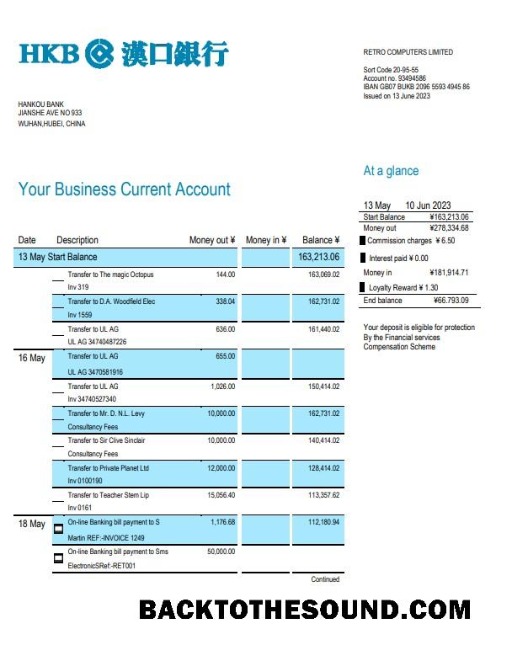 HKB 漢口銀行
RETRO COMPUTERS LIMITED
Sort Code 20-95-55
Account no. 93494586
IBAN GB07 BUKB 2096 5593 4945 86
Issued on 13 June 2023
HANKOU BANK
JIANSHE AVE NO 933
WUHAN,HUBEI, CHINA
At a glance
Your Business Current Account
13 May 10 Jun 2023
Start Balance ¥163,213.06
Money out ¥278,334.68
Commission charges ¥ 6.50
Interest paid ¥ 0.00
Money in ¥181,914.71
Loyalty Reward ¥ 1.30
End balance ¥66.793.09
Your deposit is eligible for protection
By the Financial services
Compensation Scheme
Date Description Money out ¥ Money in ¥ Balance ¥
13 May Start Balance 163,213.06
Transfer to The magic Octopus 144.00 163,069.02
Inv 319
Transfer to D.A. Woodfield Elec 338.04 162,731.02
Inv 1559
Transfer to UL AG 636.00 161,440.02
UL AG 34740487226
16 May Transfer to UL AG 655.00
UL AG 3470581916
Transfer to UL AG 1,026.00 150,414.02
Inv 34740527340
Transfer to Mr. D. N.L. Levy 10,000.00 162,731.02
Consultancy Fees
Transfer to Sir Clive Sinclair 10,000.00 140,414.02
Consultancy Fees
Transfer to Private Planet Ltd 12,000.00 128,414.02
Inv 0100190
Transfer to Teacher Stem Lip 15,056.40 113,357.62
Inv 0161
18 May On-line Banking bill payment to S 1,176.68 112,180.94
Martin REF:-INVOICE 1249
On-line Banking bill payment to Sms 50,000.00
ElectronicSRef:-RET001
Continued
BACKTOTHESOUND.COM